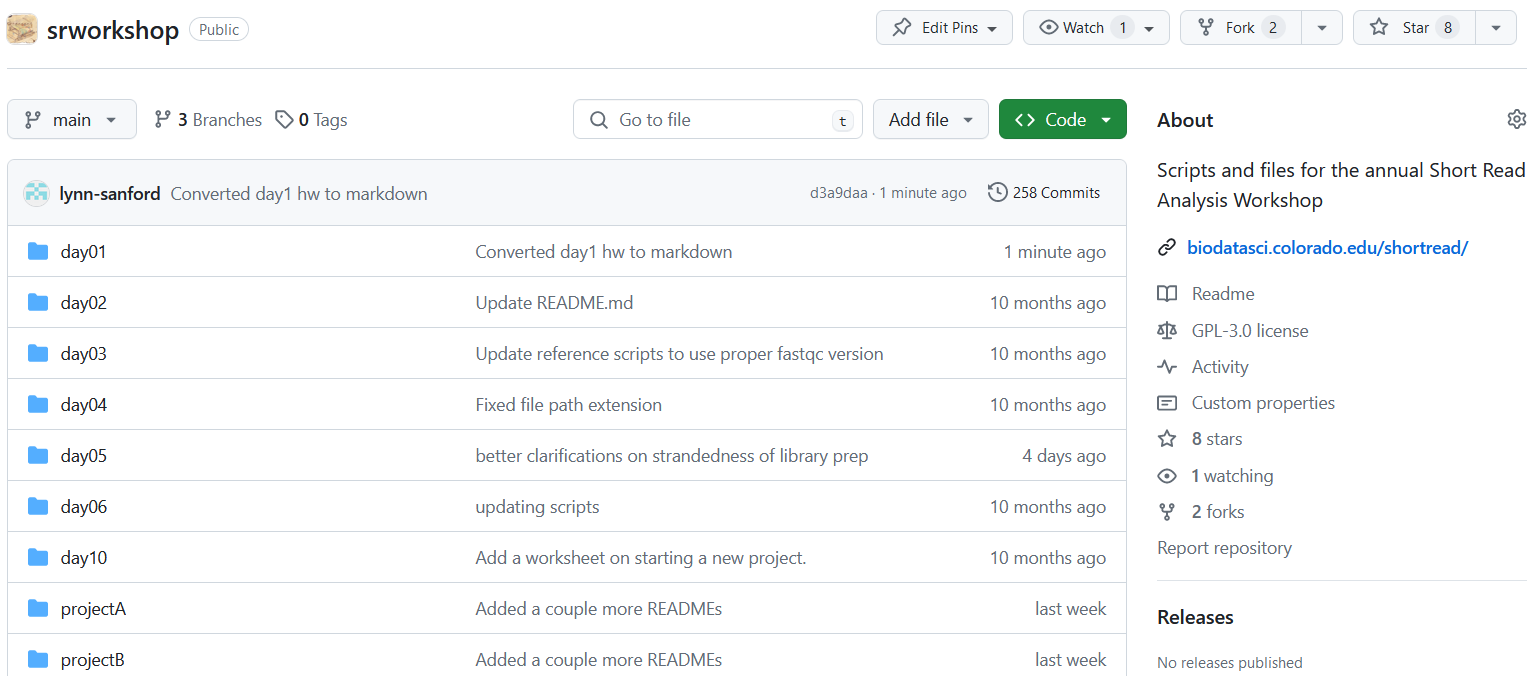 srworkshop Public Edit Pins Watch 1 Fork 2 Star 8
main 3 Branches 0 Tags Go to file t Add file Code
lynn-sanford Converted day1 hw to markdown d3a9daa · 1 minute ago 258 Commits
day01 Converted day1 hw to markdown 1 minute ago
day02 Update README.md 10 months ago
day03 Update reference scripts to use proper fastqc version 10 months ago
day04 Fixed file path extension 10 months ago
day05 better clarifications on strandedness of library prep 4 days ago
day06 updating scripts 10 months ago
day10 Add a worksheet on starting a new project. 10 months ago
projectA Added a couple more READMEs last week
projectB Added a couple more READMEs last week
About
Scripts and files for the annual Short Read
Analysis Workshop
biodatasci.colorado.edu/shortread/
Readme
GPL-3.0 license
Activity
Custom properties
8 stars
1 watching
2 forks
Report repository
Releases
No releases published